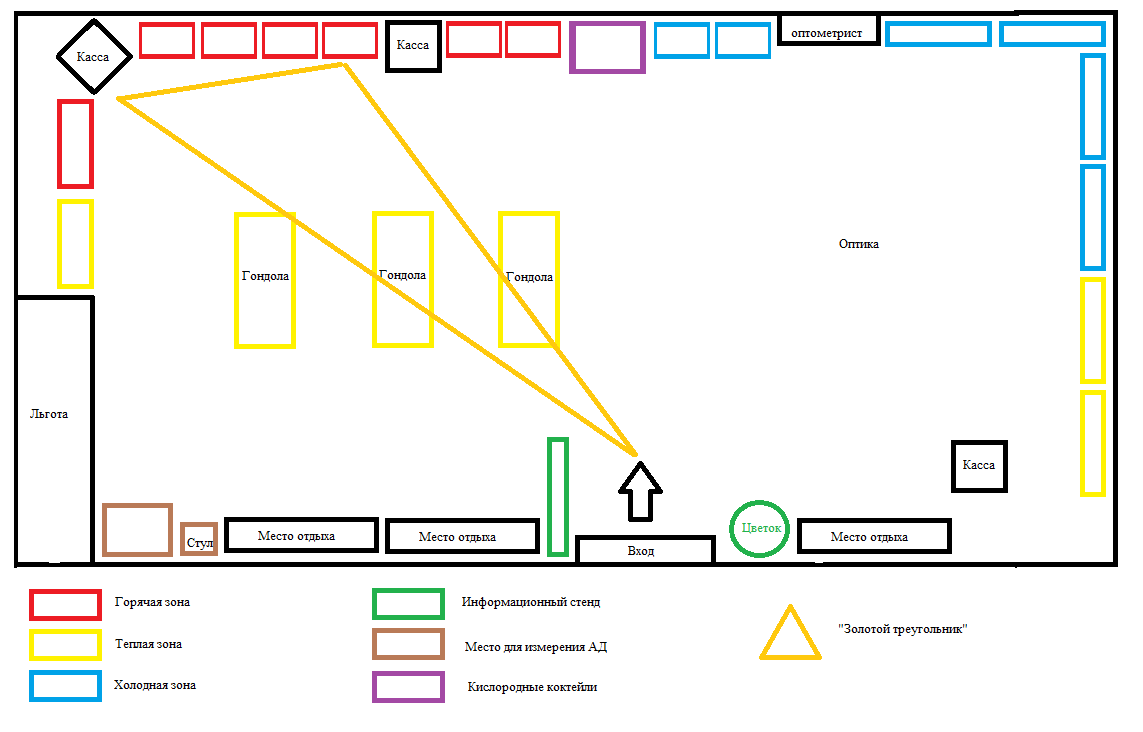 Касса
Касса
оптометрист
Оптика
Гондола
Гондола
Гондола
Льгота
Касса
Стул
Место отдыха
Место отдыха
Вход
Цветок
Место отдыха
Горячая зона
Информационный стенд
"Золотой треугольник"
Теплая зона
Место для измерения АД
Холодная зона
Кислородные коктейли